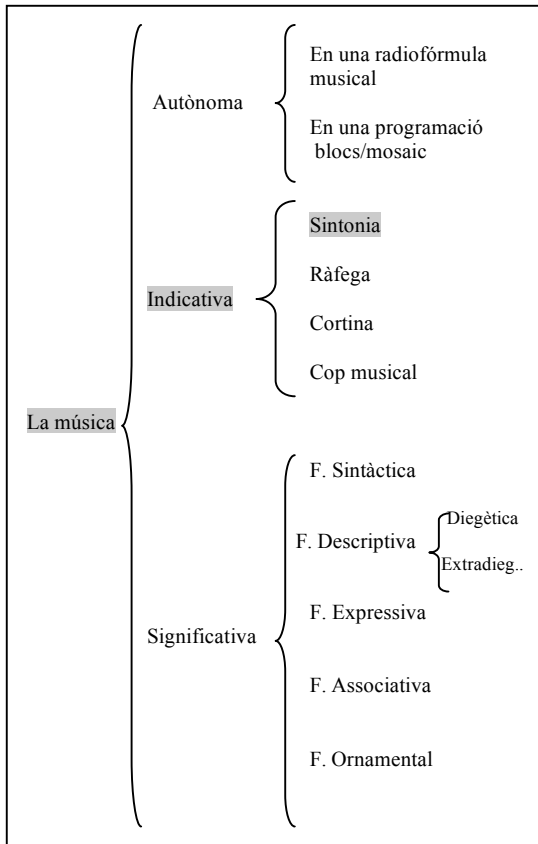 En una radiofórmula
musical
Autònoma
En una programació
blocs/mosaic
Sintonia
Ràfega
Indicativa
Cortina
Cop musical
La música
F. Sintàctica
Diegètica
F. Descriptiva
Extradieg..
F. Expressiva
Significativa
F. Associativa
F. Ornamental